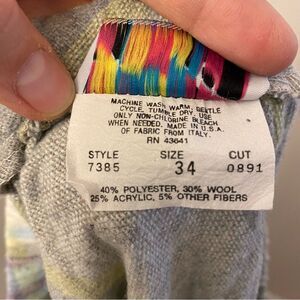 MACHINE WASH WARM, GENTLE
CYCLE, TUMBLE DRY. USE
ONLY NON-CHLORINE BLEACH
WHEN NEEDED. MADE IN U.S.A.
OF FABRIC FROM ITALY.
RN 43641
STYLE SIZE CUT
7385 34 0891
40% POLYESTER, 30% WOOL
25% ACRYLIC, 5% OTHER FIBERS